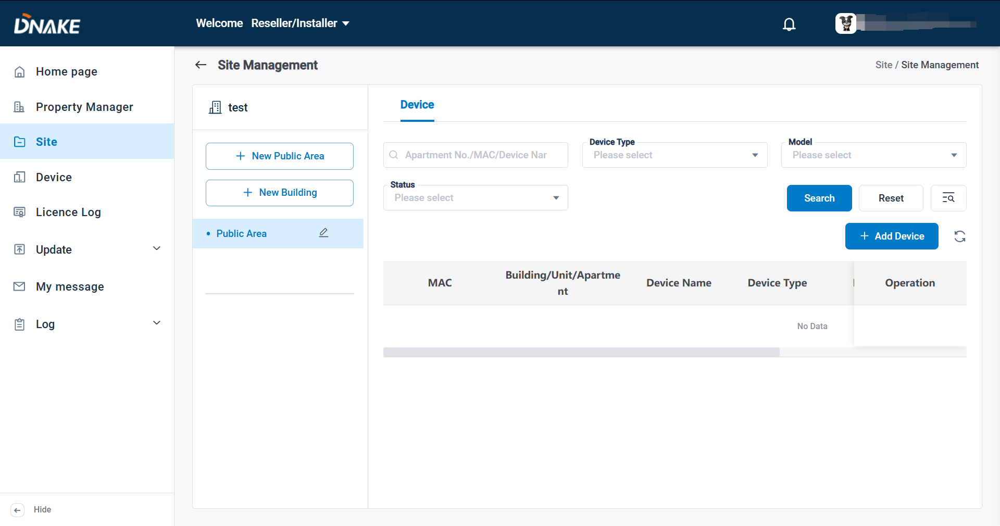 DNAKE
Welcome Reseller/Installer
Home page
Property Manager
Site
Device
Licence Log
Update
My message
Log
Hide
Site Management
Site / Site Management
test
New Public Area
New Building
Public Area
Device
Apartment No./MAC/Device Nar
Device Type
Please select
Model
Please select
Status
Please select
Search
Reset
Add Device
MAC
Building/Unit/Apartme
nt
Device Name
Device Type
Operation
No Data